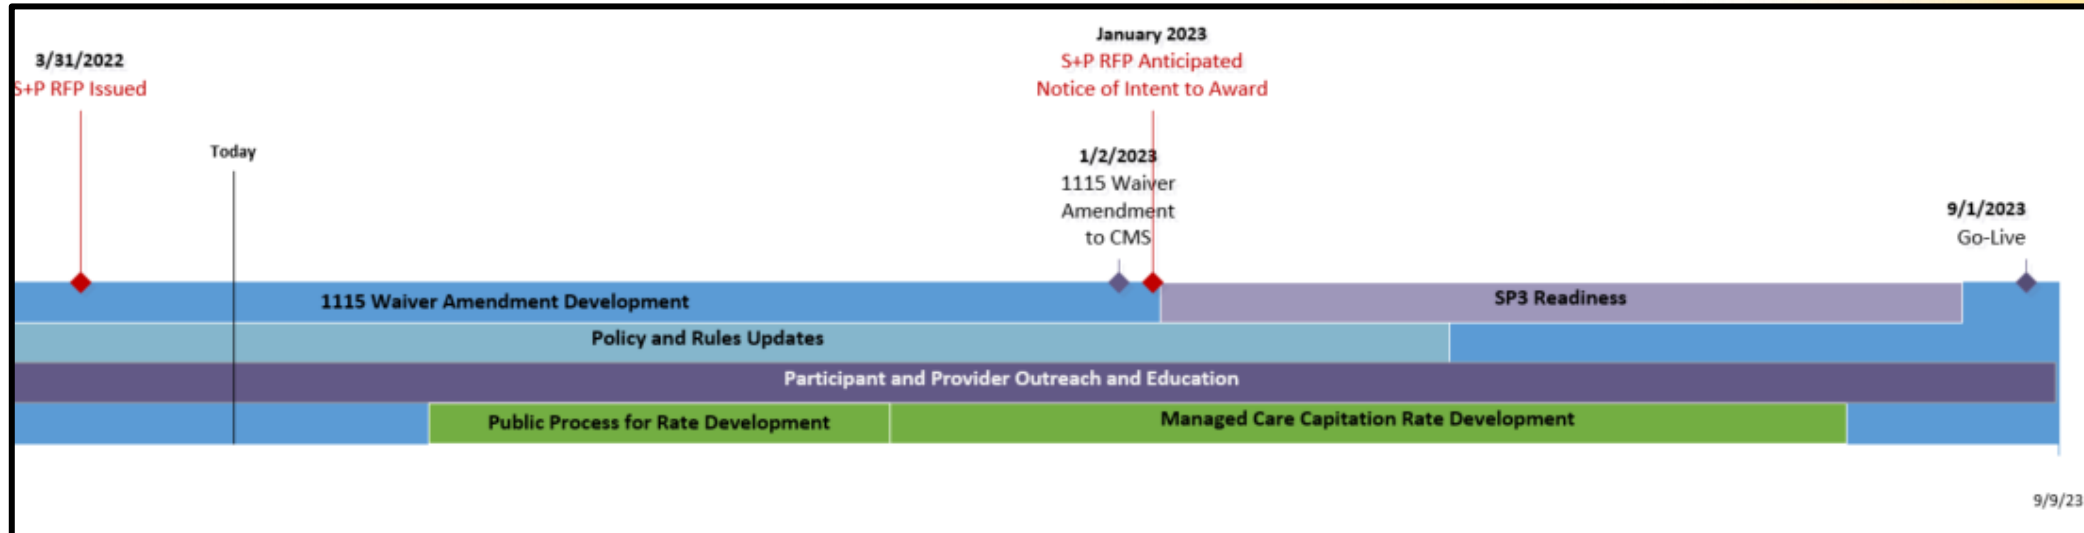 3/31/2022
S+P RFP Issued
Today
January 2023
S+P RFP Anticipated
Notice of Intent to Award
1/2/2023
1115 Waiver
Amendment
to CMS
9/1/2023
Go-Live
1115 Waiver Amendment Development
SP3 Readiness
Policy and Rules Updates
Participant and Provider Outreach and Education
Public Process for Rate Development
Managed Care Capitation Rate Development
9/9/23